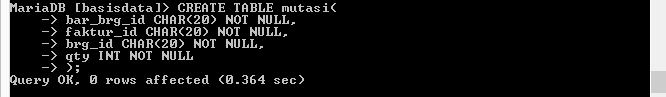 MariaDB [basisdata]> CREATE TABLE mutasi(
    -> bar_brg_id CHAR(20) NOT NULL,
    -> faktur_id CHAR(20) NOT NULL,
    -> brg_id CHAR(20) NOT NULL,
    -> qty INT NOT NULL
    -> );
Query OK, 0 rows affected (0.364 sec)